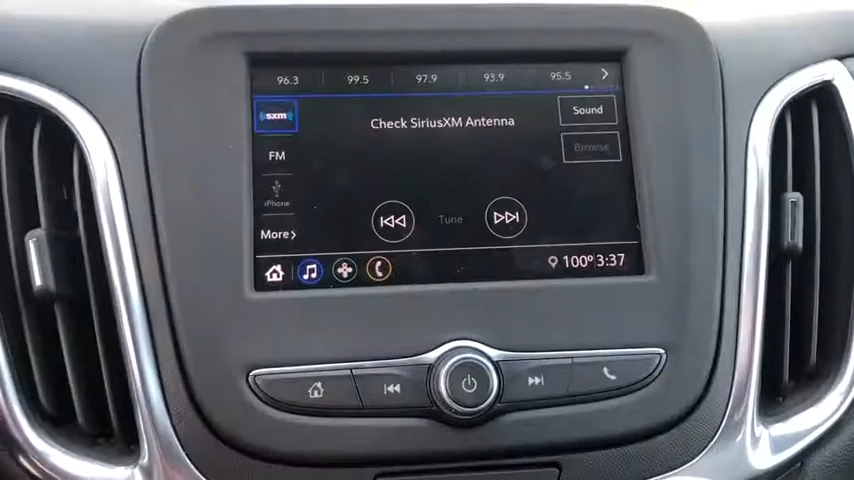 96.3 99.5 97.9 93.9 95.5
sxm
Check SiriusXM Antenna
Sound
FM
Browse
iPhone
Tune
More
100° 3:37